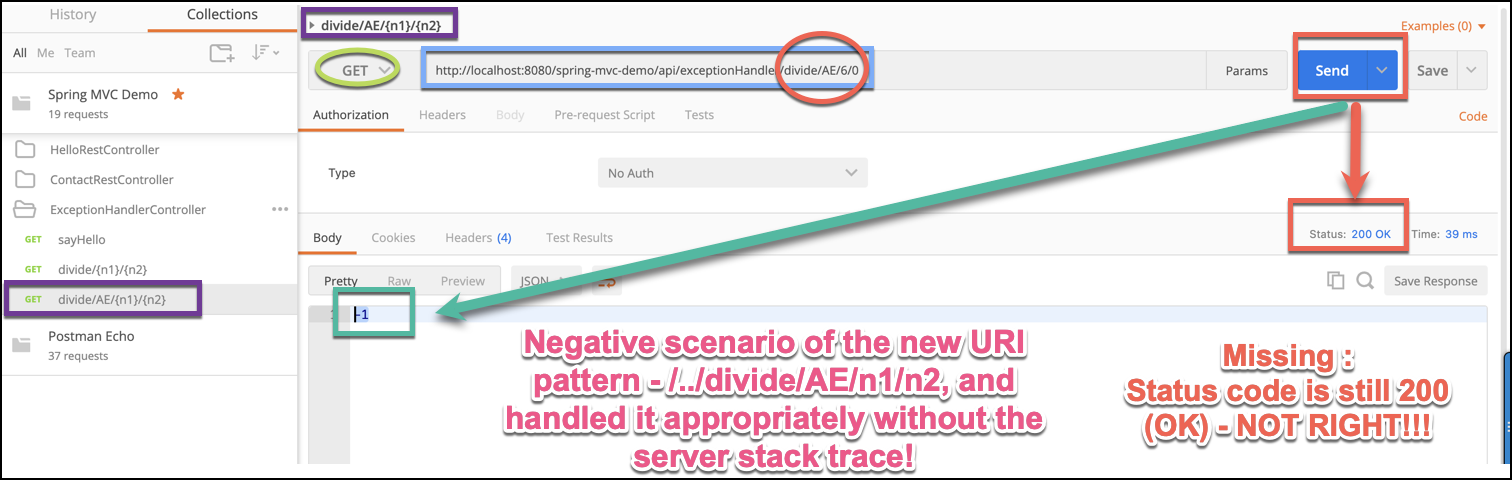 History
Collections
All Me Team
Spring MVC Demo
19 requests
HelloRestController
ContactRestController
ExceptionHandlerController
GET sayHello
GET divide/{n1}/{n2}
GET divide/AE/{n1}/{n2}
Postman Echo
37 requests
divide/AE/{n1}/{n2}
Examples (0)
GET http://localhost:8080/spring-mvc-demo/api/exceptionHandler/divide/AE/6/0 Params Send Save
Authorization Headers Body Pre-request Script Tests Code
Type No Auth
Body Cookies Headers (4) Test Results Status: 200 OK Time: 39 ms
Pretty Raw Preview JSON Save Response
1 -1
Negative scenario of the new URI
pattern - /../divide/AE/n1/n2, and
handled it appropriately without the
server stack trace!
Missing :
Status code is still 200
(OK) - NOT RIGHT!!!